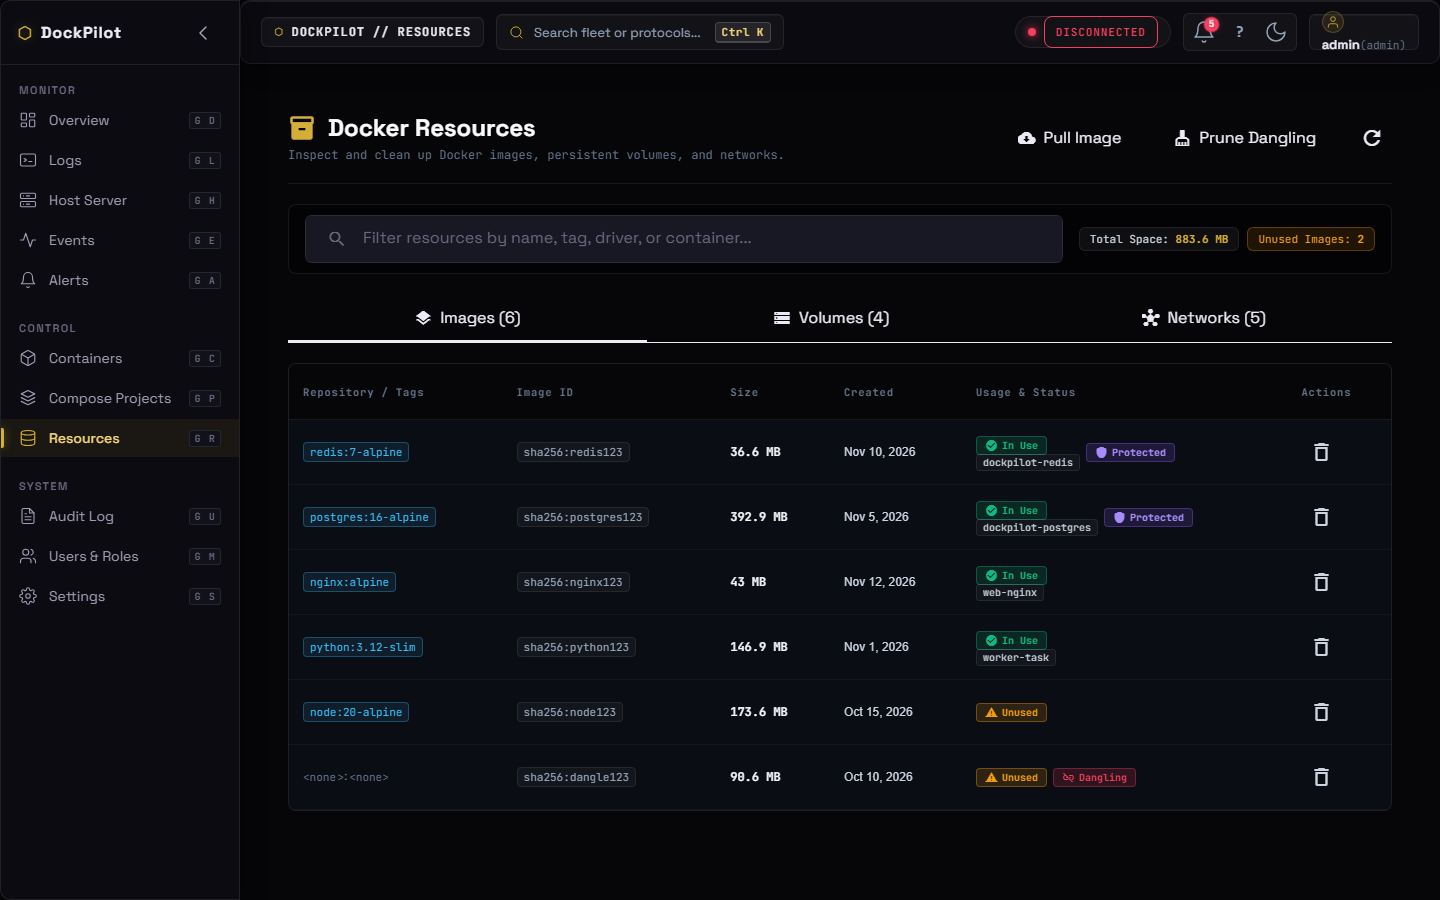 DockPilot
DOCKPILOT // RESOURCES
Search fleet or protocols...
Ctrl K
DISCONNECTED
5
?
admin(admin)
MONITOR
Overview G D
Logs G L
Host Server G H
Events G E
Alerts G A
CONTROL
Containers G C
Compose Projects G P
Resources G R
SYSTEM
Audit Log G U
Users & Roles G M
Settings G S
Docker Resources
Inspect and clean up Docker images, persistent volumes, and networks.
Pull Image
Prune Dangling
Filter resources by name, tag, driver, or container...
Total Space: 883.6 MB
Unused Images: 2
Images (6)
Volumes (4)
Networks (5)
Repository / Tags Image ID Size Created Usage & Status Actions
redis:7-alpine sha256:redis123 36.6 MB Nov 10, 2026 In Use Protected
dockpilot-redis
postgres:16-alpine sha256:postgres123 392.9 MB Nov 5, 2026 In Use Protected
dockpilot-postgres
nginx:alpine sha256:nginx123 43 MB Nov 12, 2026 In Use
web-nginx
python:3.12-slim sha256:python123 146.9 MB Nov 1, 2026 In Use
worker-task
node:20-alpine sha256:node123 173.6 MB Oct 15, 2026 Unused
<none>:<none> sha256:dangle123 90.6 MB Oct 10, 2026 Unused Dangling